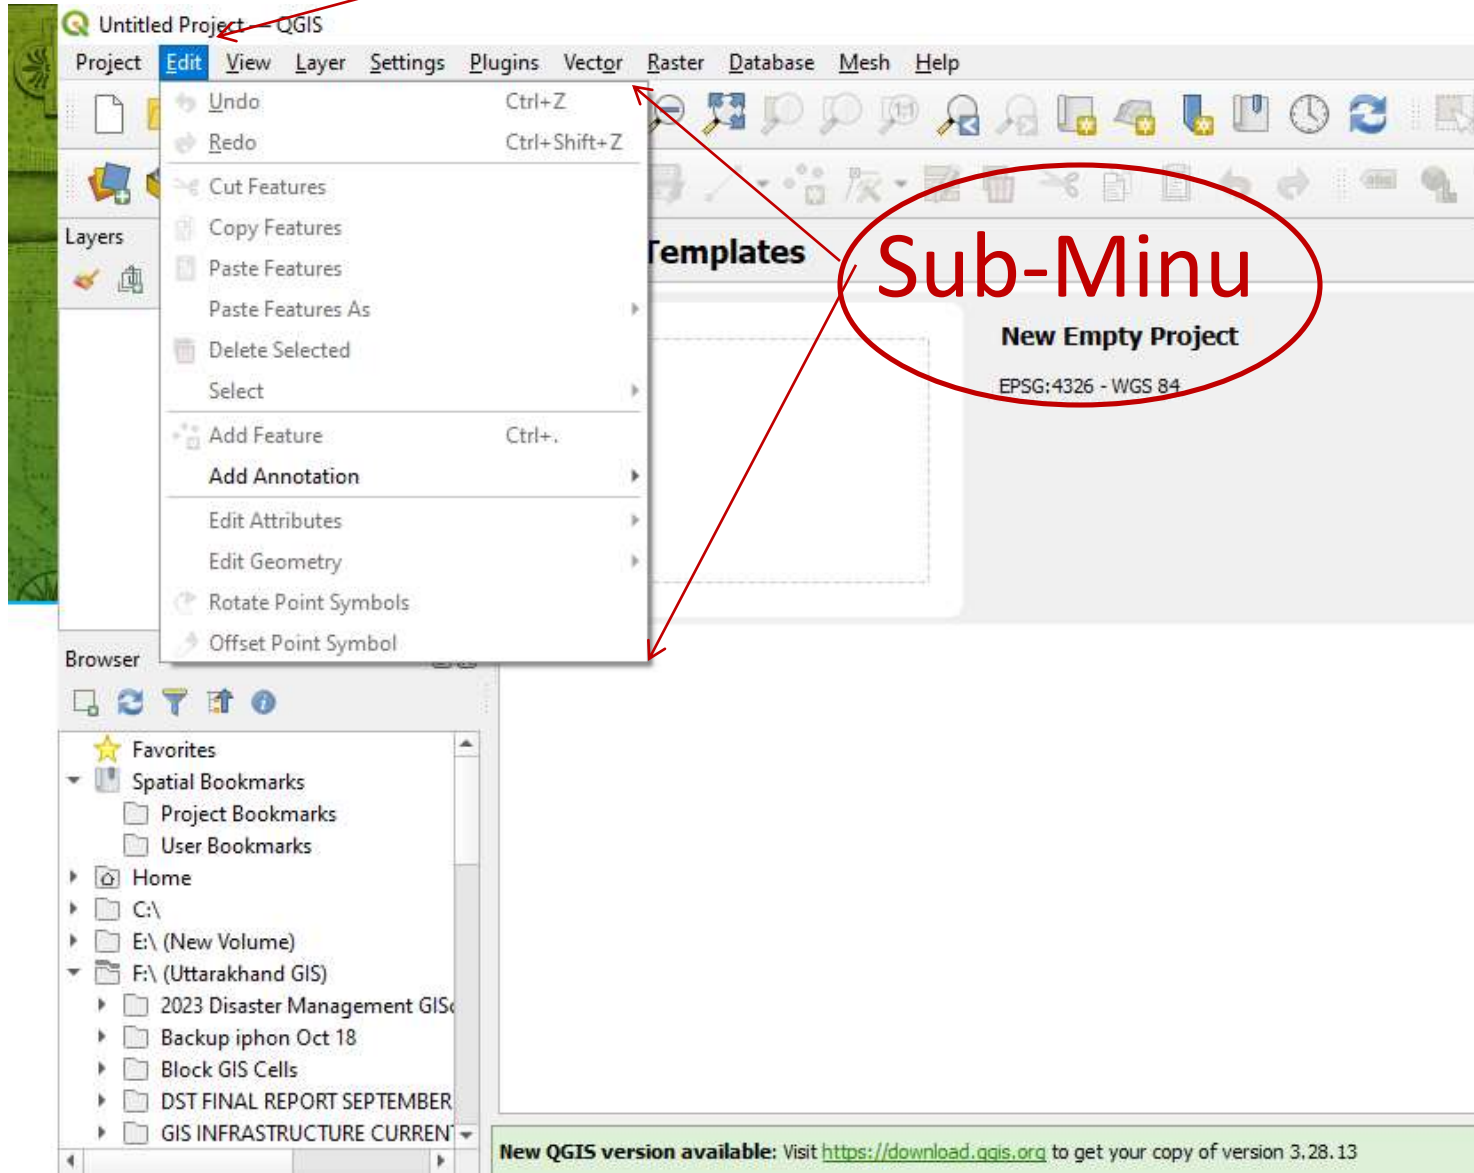 Untitled Project — QGIS
Project Edit View Layer Settings Plugins Vector Raster Database Mesh Help
Undo Ctrl+Z
Redo Ctrl+Shift+Z
Cut Features
Copy Features
Paste Features
Paste Features As
Delete Selected
Select
Add Feature Ctrl+.
Add Annotation
Edit Attributes
Edit Geometry
Rotate Point Symbols
Offset Point Symbol
Layers
Templates
Sub-Minu
New Empty Project
EPSG:4326 - WGS 84
Browser
Favorites
Spatial Bookmarks
Project Bookmarks
User Bookmarks
Home
C:\
E:\ (New Volume)
F:\ (Uttarakhand GIS)
2023 Disaster Management GIS
Backup iphon Oct 18
Block GIS Cells
DST FINAL REPORT SEPTEMBER
GIS INFRASTRUCTURE CURREN
New QGIS version available: Visit https://download.qgis.org to get your copy of version 3.28.13